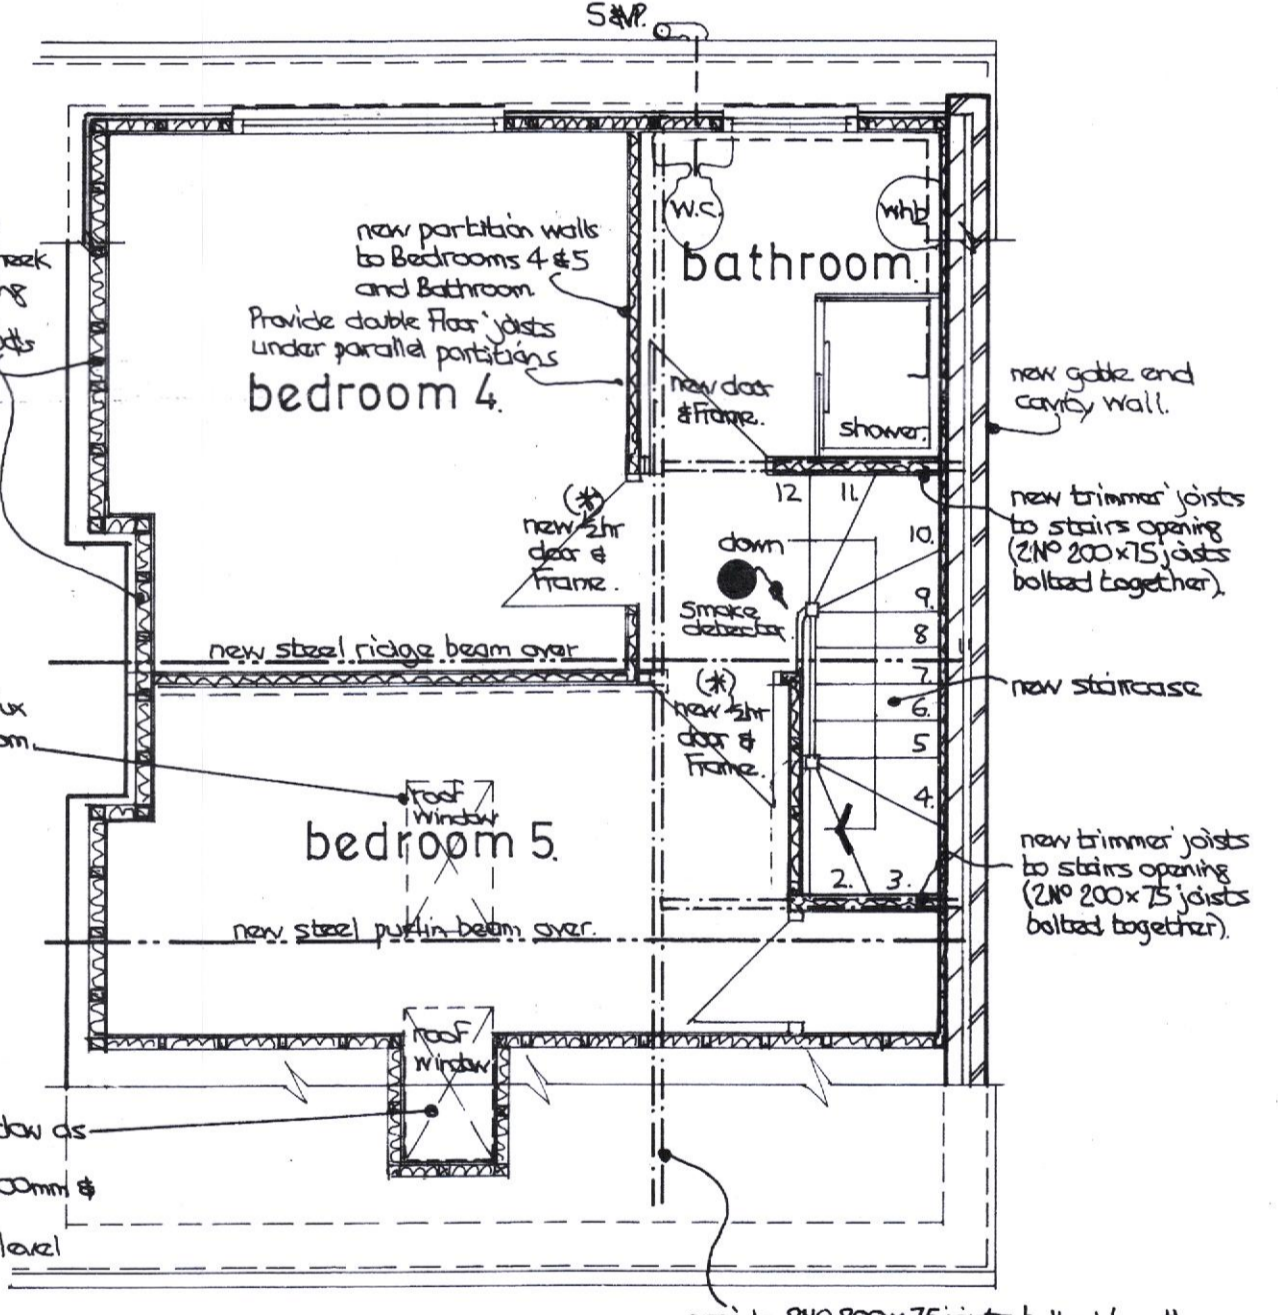 S&VP.
new partition walls
to Bedrooms 4 & 5
and Bathroom
Provide double Floor joists
under parallel partitions
bedroom 4.
W.C.
whb
bathroom.
new door
& Frame.
shower.
new gable end
cavity wall.
new trimmer joists
to stairs opening
(2Nº 200x75 joists
bolted together).
(*)
new ½hr
door &
Frame.
down
Smoke
detector.
12
11.
10.
9.
8
7.
6.
5
4.
3.
2.
new steel ridge beam over
(*)
new ½hr
door &
Frame.
new staircase
om.
roof
window
bedroom 5.
new trimmer joists
to stairs opening
(2Nº 200x75 joists
bolted together).
new steel purlin beam over.
roof
window
dow as
00mm &
level